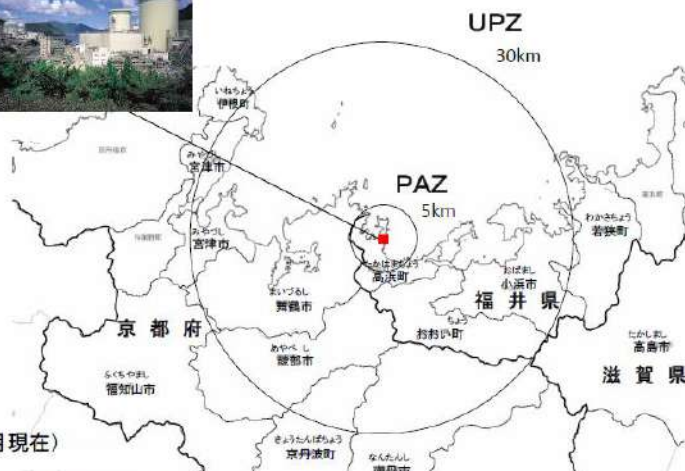 UPZ
30km
いねちょう
伊根町
みやづし
宮津市
PAZ
5km
わかさちょう
若狭町
みやづし
宮津市
たかはまちょう
高浜町
おばまし
小浜市
まいづるし
舞鶴市
福井県
ちょう
おおい町
京都府
あやべし
綾部市
たかしまし
高島市
ふくちやまし
福知山市
滋賀県
きょうたんばちょう
京丹波町
なんたんし
月現在）